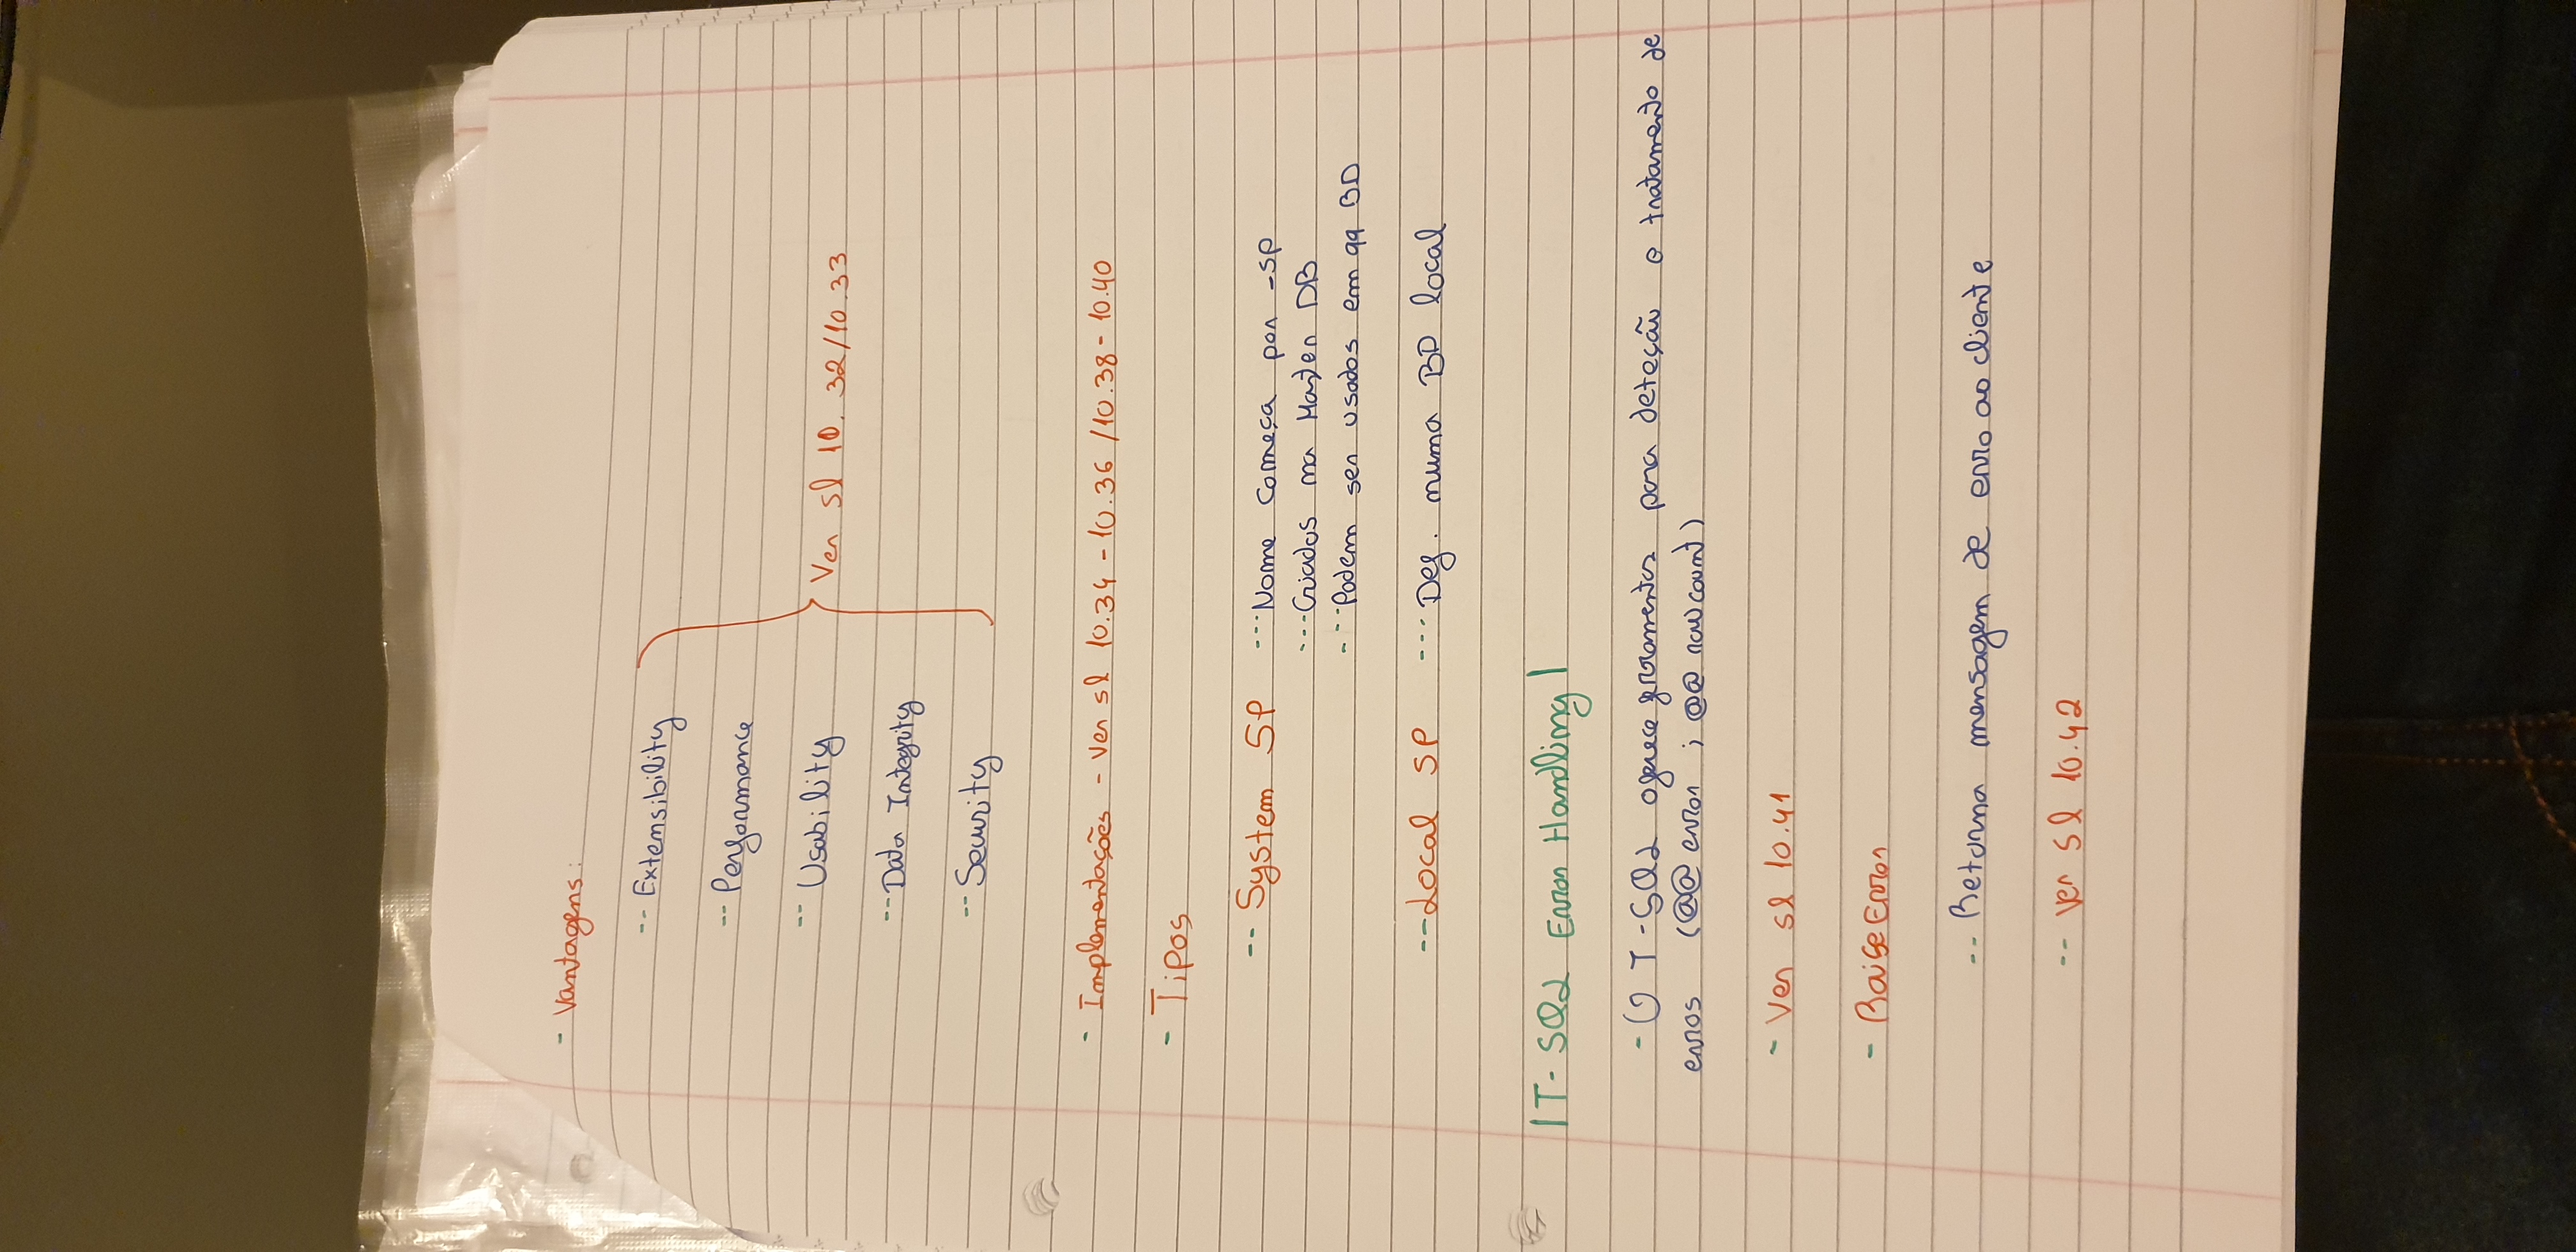 - Vantagens:
-- Extensibility
-- Performance
-- Usability
-- Data Integrity
-- Security
Ver sl 10.32/10.33
- Implementações - Ver sl 10.34 - 10.36 / 10.38 - 10.40
- Tipos
-- System SP --- Nome começa por -sp
--- Criados na Master DB
--- Podem ser usados em qq BD
-- Local SP --- Def. numa BD local
|T-SQL Error Handling|
- O T-SQL oferece ferramentas para deteção e tratamento de
erros (@@error ; @@rowcount)
- Ver sl 10.41
- RaiseError
-- Retorna mensagem de erro ao cliente
-- Ver sl 10.42